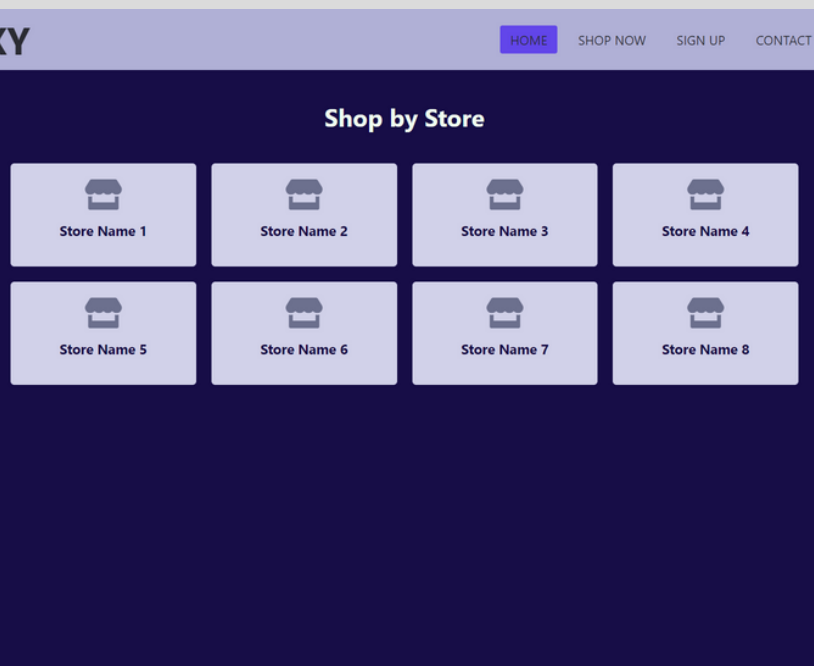 XY
HOME SHOP NOW SIGN UP CONTACT
Shop by Store
Store Name 1 Store Name 2 Store Name 3 Store Name 4
Store Name 5 Store Name 6 Store Name 7 Store Name 8